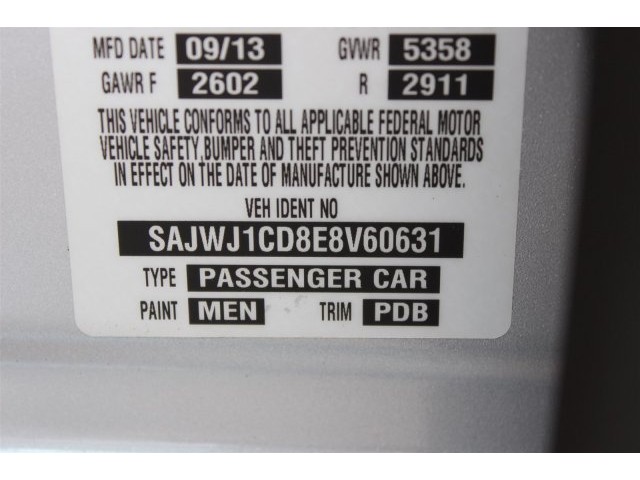 MFD DATE 09/13 GVWR 5358
GAWR F 2602 R 2911
THIS VEHICLE CONFORMS TO ALL APPLICABLE FEDERAL MOTOR
VEHICLE SAFETY, BUMPER AND THEFT PREVENTION STANDARDS
IN EFFECT ON THE DATE OF MANUFACTURE SHOWN ABOVE.
VEH IDENT NO
SAJWJ1CD8E8V60631
TYPE PASSENGER CAR
PAINT MEN TRIM PDB